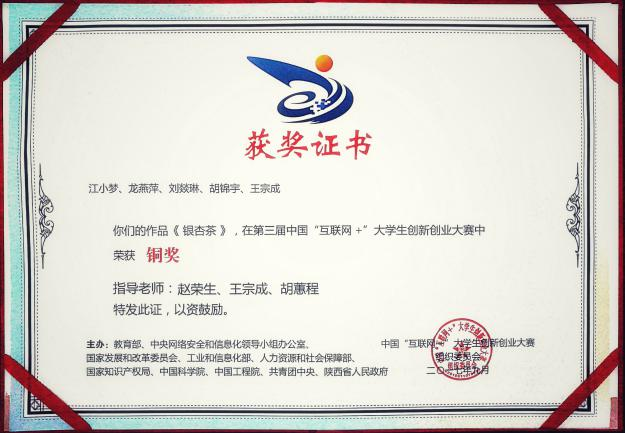 获奖证书
江小梦、龙燕萍、刘燚琳、胡锦宇、王宗成
你们的作品《 银杏茶 》，在第三届中国“互联网 +”大学生创新创业大赛中
荣获 铜奖
指导老师：赵荣生、王宗成、胡蕙程
特发此证，以资鼓励。
主办：教育部、中央网络安全和信息化领导小组办公室、
国家发展和改革委员会、工业和信息化部、人力资源和社会保障部、
国家知识产权局、中国科学院、中国工程院、共青团中央、陕西省人民政府
中国“互联网+”大学生创新创业大赛
组织委员会
二〇一七年九月